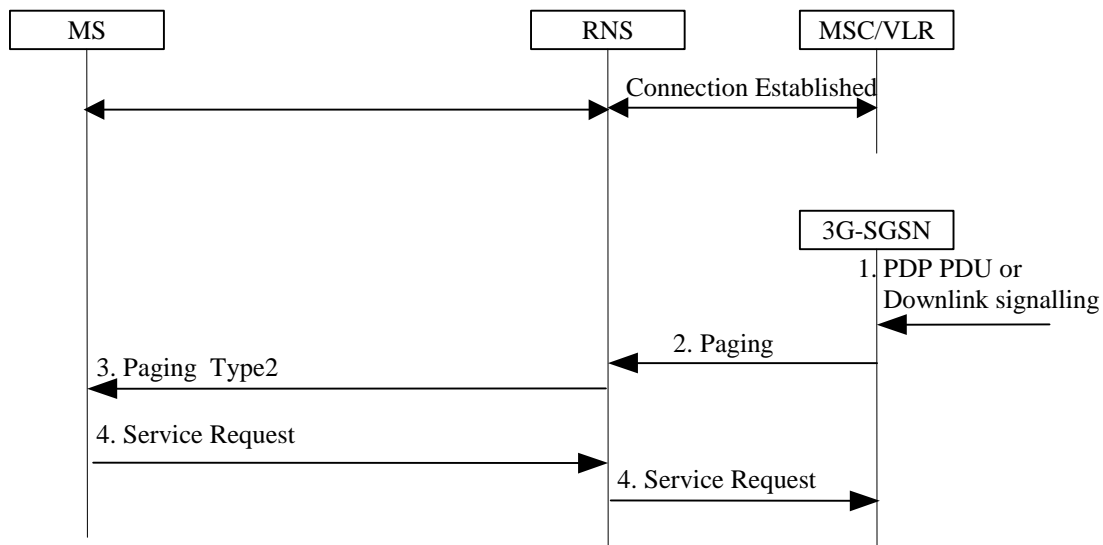 MS
RNS
MSC/VLR
Connection Established
3G-SGSN
1. PDP PDU or
Downlink signalling
2. Paging
3. Paging  Type2
4. Service Request
4. Service Request